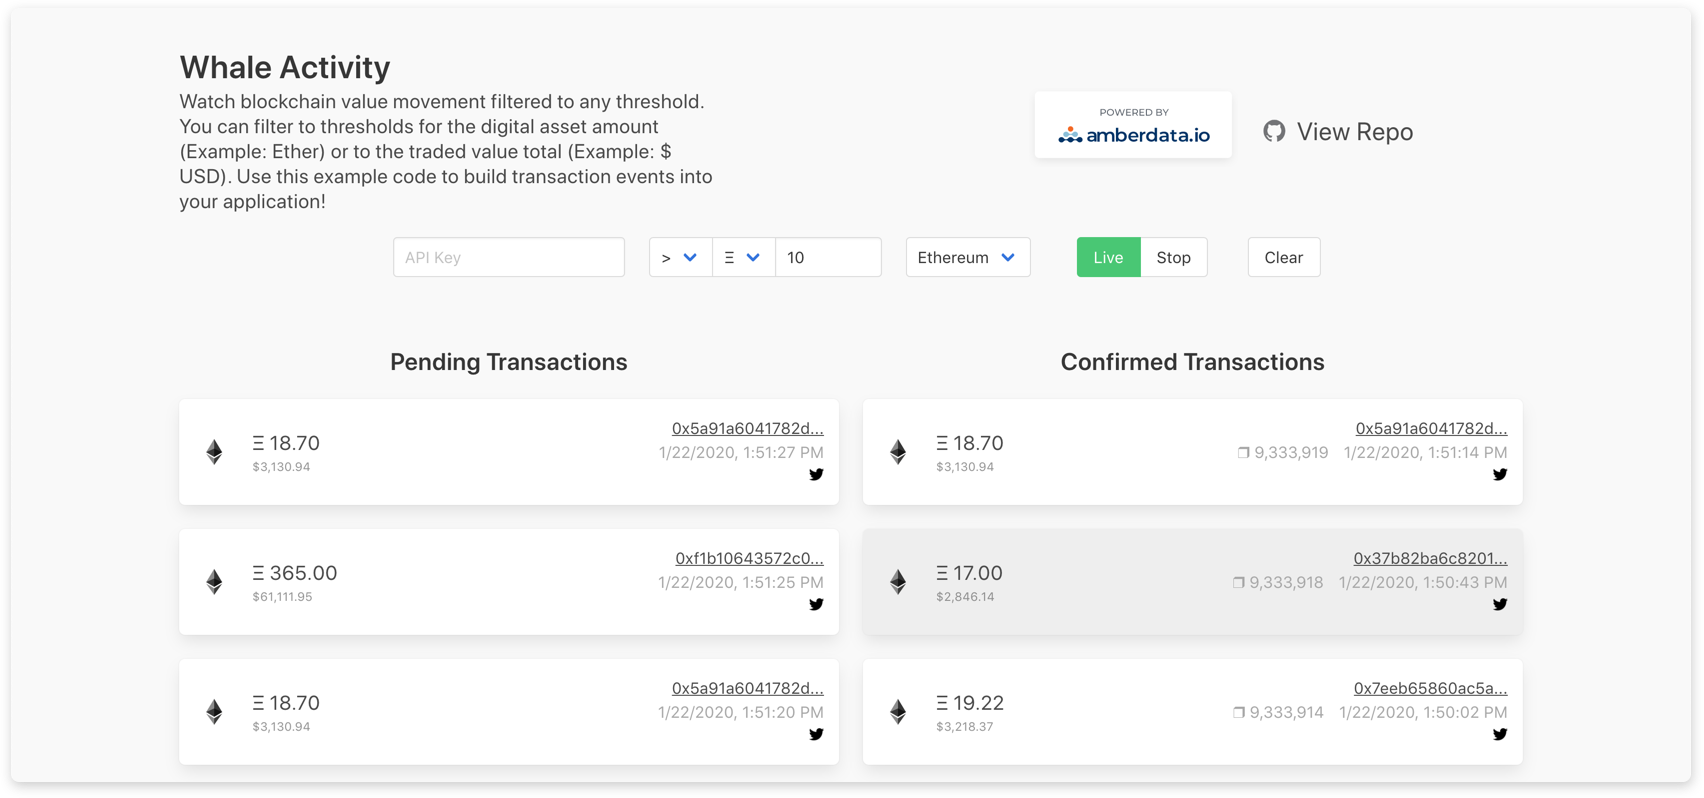 Whale Activity
Watch blockchain value movement filtered to any threshold.
You can filter to thresholds for the digital asset amount
(Example: Ether) or to the traded value total (Example: $
USD). Use this example code to build transaction events into
your application!
POWERED BY
amberdata.io
View Repo
API Key
> Ξ 10
Ethereum
Live Stop
Clear
Pending Transactions
Ξ 18.70
$3,130.94
0x5a91a6041782d...
1/22/2020, 1:51:27 PM
Ξ 365.00
$61,111.95
0xf1b10643572c0...
1/22/2020, 1:51:25 PM
Ξ 18.70
$3,130.94
0x5a91a6041782d...
1/22/2020, 1:51:20 PM
Confirmed Transactions
Ξ 18.70
$3,130.94
0x5a91a6041782d...
9,333,919 1/22/2020, 1:51:14 PM
Ξ 17.00
$2,846.14
0x37b82ba6c8201...
9,333,918 1/22/2020, 1:50:43 PM
Ξ 19.22
$3,218.37
0x7eeb65860ac5a...
9,333,914 1/22/2020, 1:50:02 PM